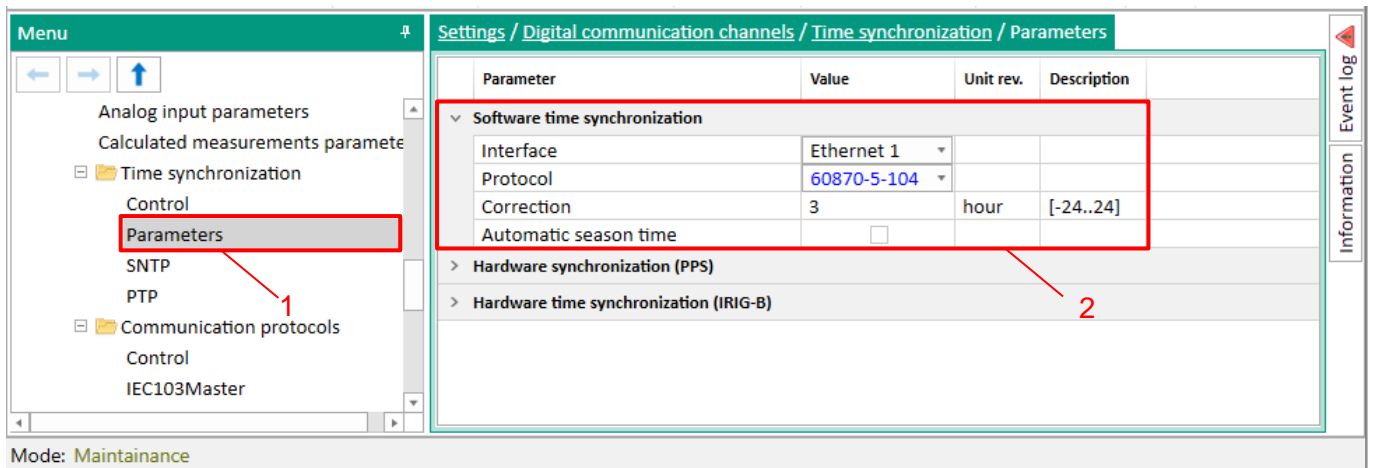 Menu
Analog input parameters
Calculated measurements paramete
Time synchronization
Control
Parameters
SNTP
PTP
Communication protocols
Control
IEC103Master
1
Settings / Digital communication channels / Time synchronization / Parameters
Parameter Value Unit rev. Description
Software time synchronization
Interface Ethernet 1
Protocol 60870-5-104
Correction 3 hour [-24..24]
Automatic season time
Hardware synchronization (PPS)
Hardware time synchronization (IRIG-B)
2
Event log
Information
Mode: Maintainance